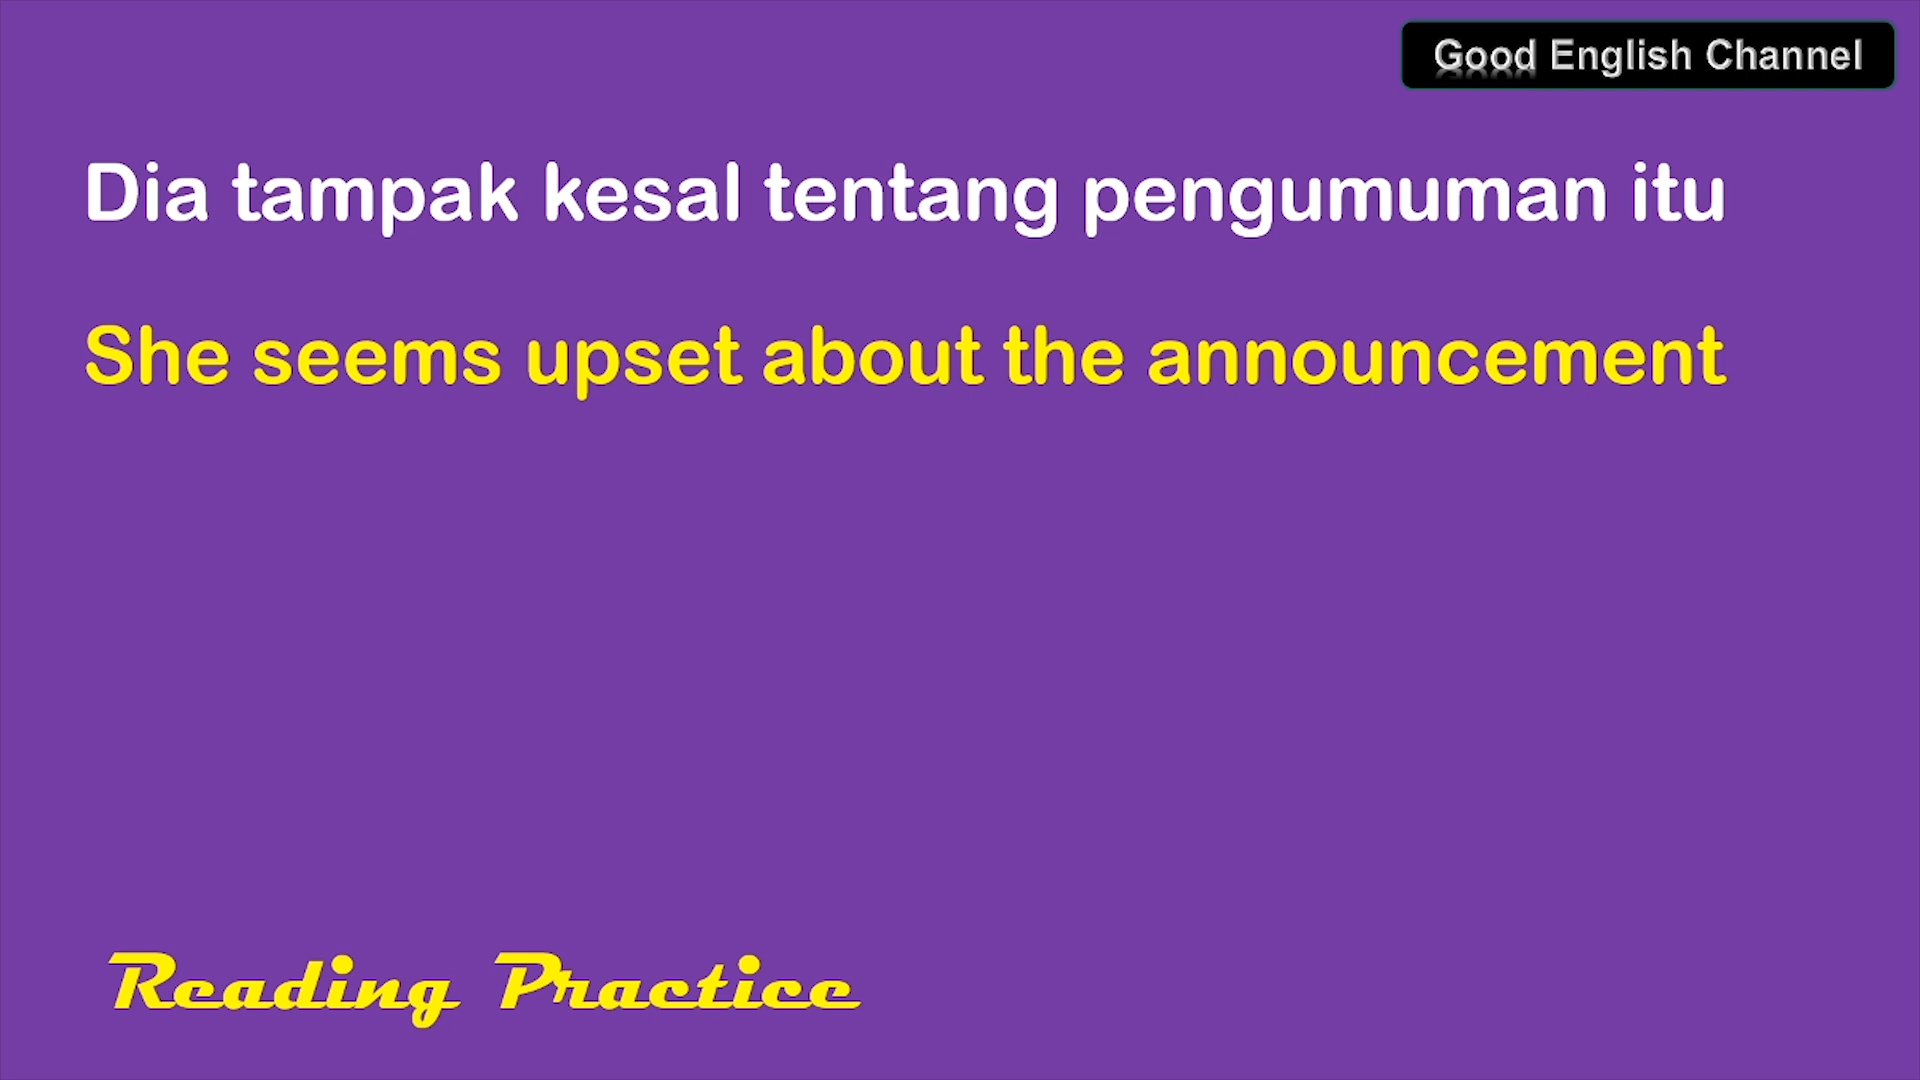 Good English Channel
Dia tampak kesal tentang pengumuman itu
She seems upset about the announcement
Reading Practice